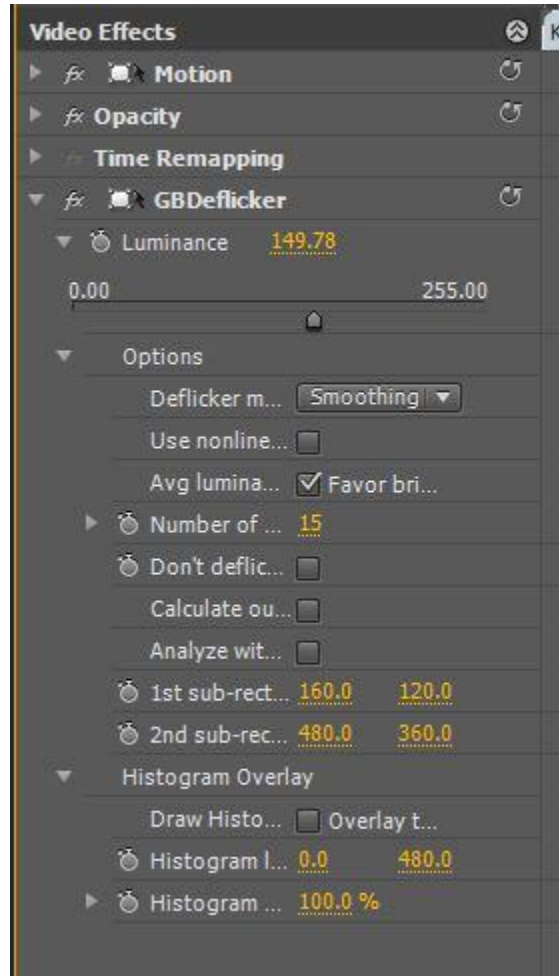 Video Effects
K
fx Motion
fx Opacity
Time Remapping
fx GBDeflicker
Luminance 149.78
0.00 255.00
Options
Deflicker m... Smoothing
Use nonline...
Avg lumina... Favor bri...
Number of ... 15
Don't deflic...
Calculate ou...
Analyze wit...
1st sub-rect... 160.0 120.0
2nd sub-rec... 480.0 360.0
Histogram Overlay
Draw Histo... Overlay t...
Histogram l... 0.0 480.0
Histogram ... 100.0 %